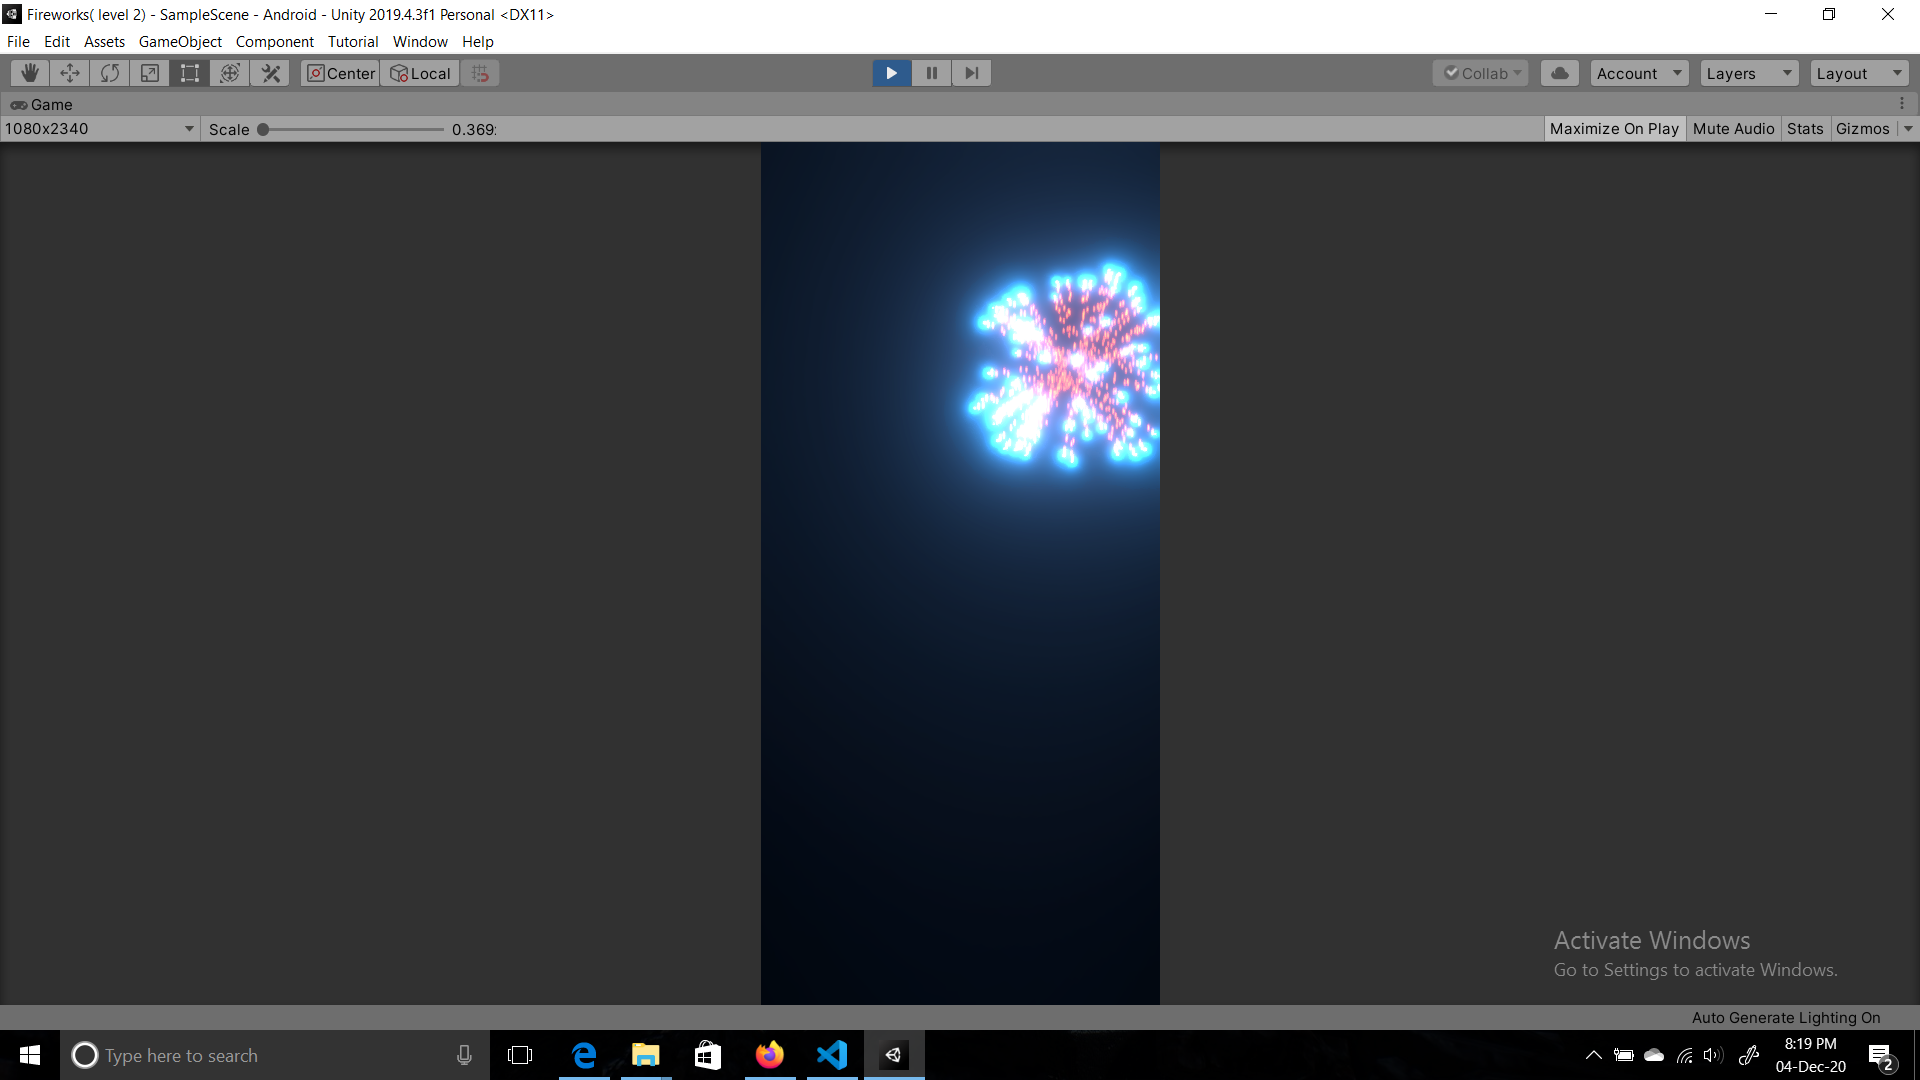 Fireworks( level 2) - SampleScene - Android - Unity 2019.4.3f1 Personal <DX11>
File Edit Assets GameObject Component Tutorial Window Help
Center Local Collab Account Layers Layout
Game
1080x2340 Scale 0.369: Maximize On Play Mute Audio Stats Gizmos
Activate Windows
Go to Settings to activate Windows.
Auto Generate Lighting On
Type here to search
8:19 PM
04-Dec-20
2